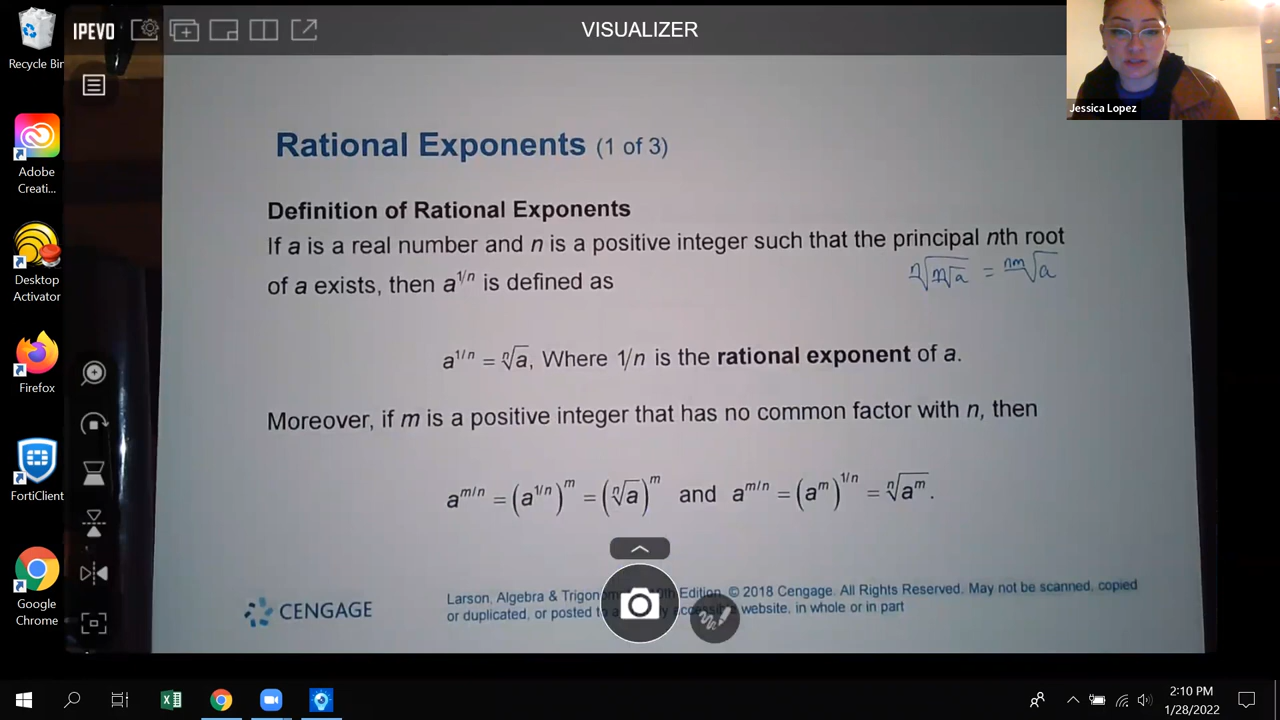 IPEVO
VISUALIZER
Recycle Bin
Jessica Lopez
Rational Exponents (1 of 3)
Adobe
Creati...
Definition of Rational Exponents
If a is a real number and n is a positive integer such that the principal nth root
ⁿ√(ᵐ√a) = ⁿᵐ√a
of a exists, then a^{1/n} is defined as
Desktop
Activator
a^{1/n} = ⁿ√a, Where 1/n is the rational exponent of a.
Firefox
Moreover, if m is a positive integer that has no common factor with n, then
a^{m/n} = (a^{1/n})^m = (ⁿ√a)^m and a^{m/n} = (a^m)^{1/n} = ⁿ√a^m.
FortiClient
Google
Chrome
CENGAGE
Larson, Algebra & Edition, © 2018 Cengage. All Rights Reserved. May not be scanned, copied
or duplicated, or posted website, in whole or in part
2:10 PM
1/28/2022